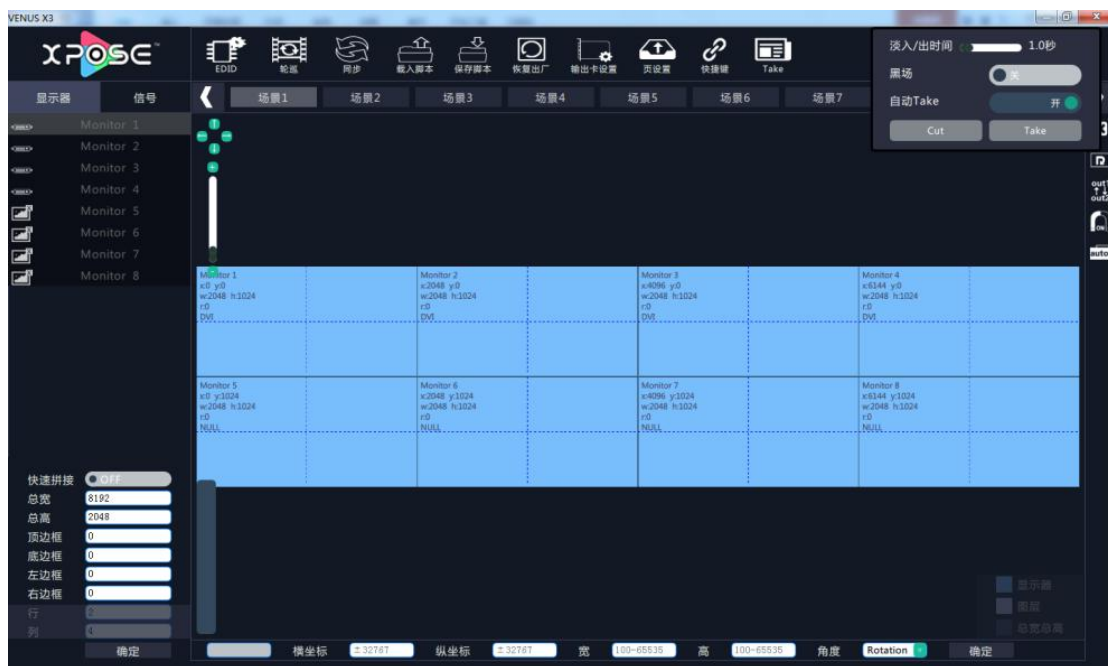 VENUS X3
XPOSE
EDID 轮巡 同步 载入脚本 保存脚本 恢复出厂 输出卡设置 页设置 快捷键 Take
淡入/出时间 1.0秒
黑场 关
自动Take 开
Cut Take
显示器 信号
场景1 场景2 场景3 场景4 场景5 场景6 场景7
Monitor 1
Monitor 2
Monitor 3
Monitor 4
Monitor 5
Monitor 6
Monitor 7
Monitor 8
out1
out2
ON
auto
Monitor 1
x:0 y:0
w:2048 h:1024
r:0
DVI
Monitor 2
x:2048 y:0
w:2048 h:1024
r:0
DVI
Monitor 3
x:4096 y:0
w:2048 h:1024
r:0
DVI
Monitor 4
x:6144 y:0
w:2048 h:1024
r:0
DVI
Monitor 5
x:0 y:1024
w:2048 h:1024
r:0
NULL
Monitor 6
x:2048 y:1024
w:2048 h:1024
r:0
NULL
Monitor 7
x:4096 y:1024
w:2048 h:1024
r:0
NULL
Monitor 8
x:6144 y:1024
w:2048 h:1024
r:0
NULL
快速拼接 OFF
总宽 8192
总高 2048
顶边框 0
底边框 0
左边框 0
右边框 0
行 2
列 4
确定
显示器
图层
总宽总高
横坐标 ±32767 纵坐标 ±32767 宽 100-65535 高 100-65535 角度 Rotation 确定